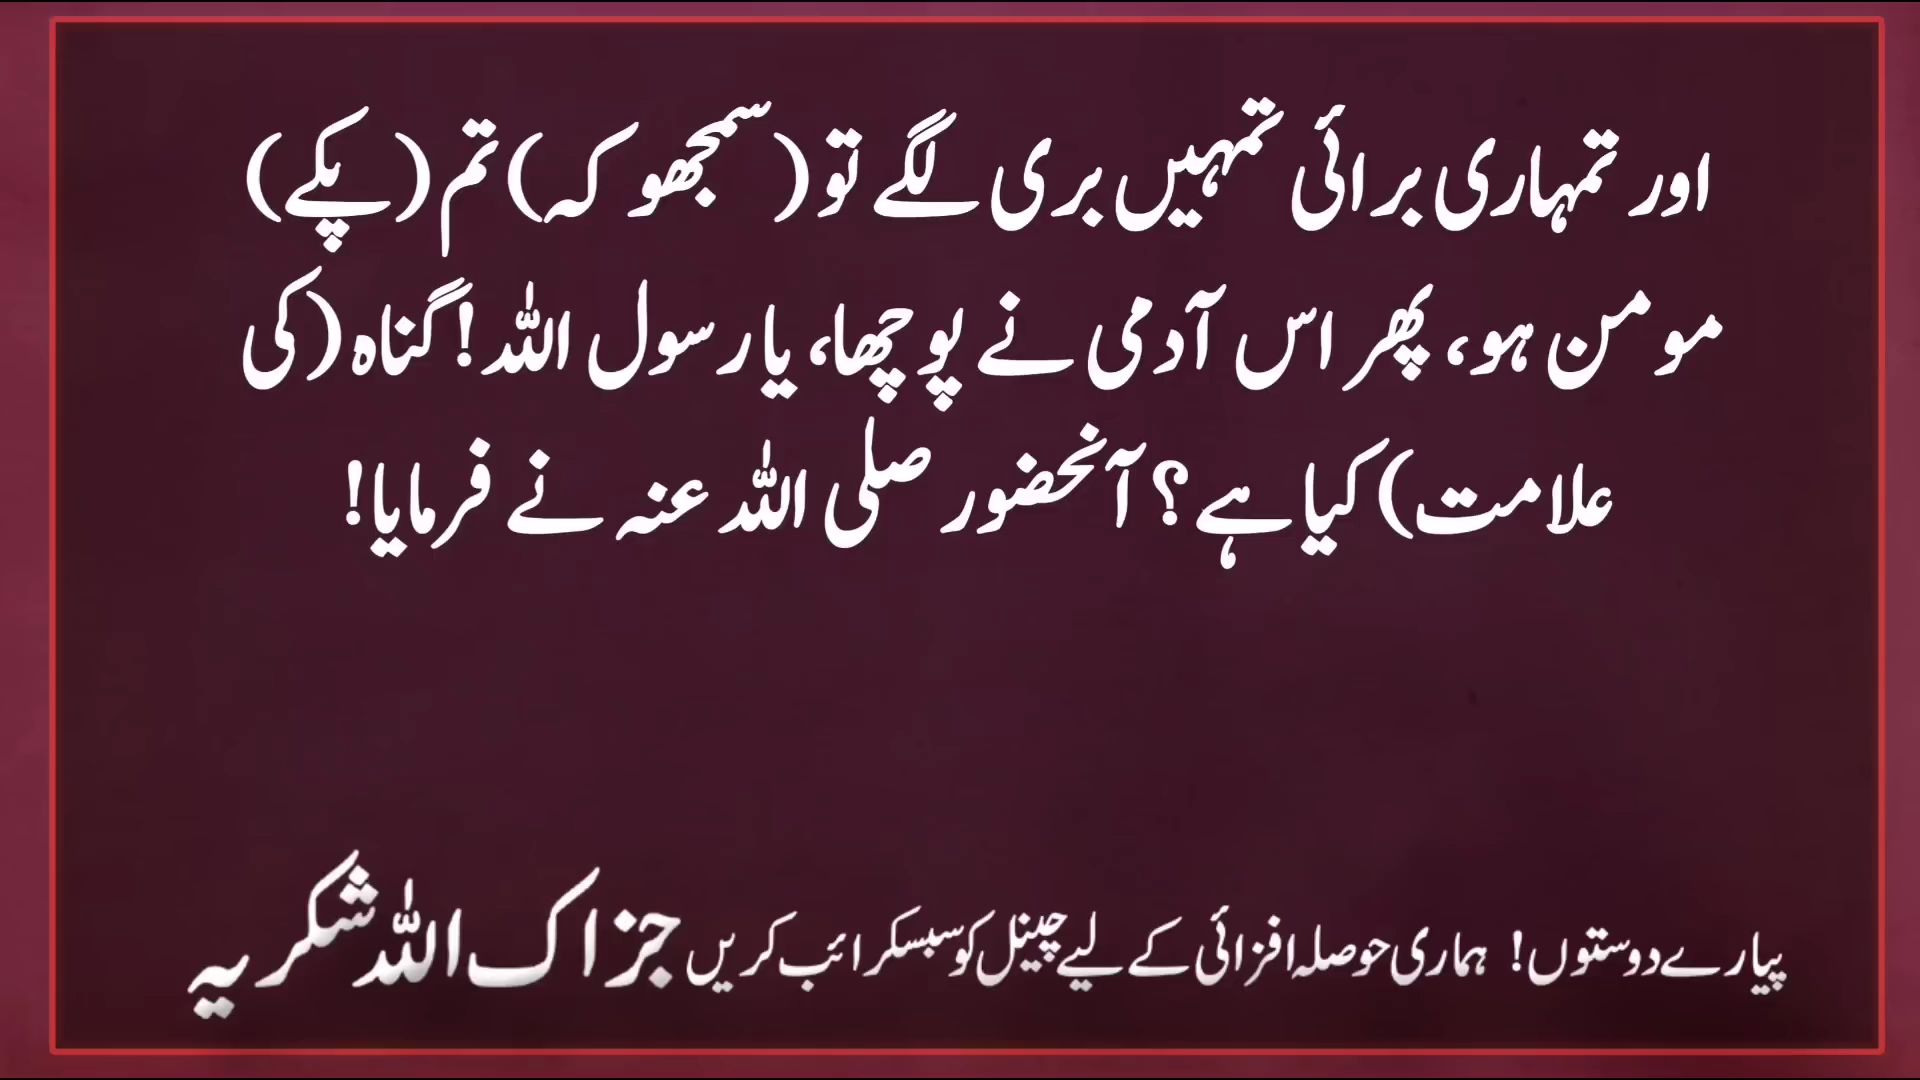 اور تمہاری برائی تمہیں بری لگے تو (سمجھو کہ) تم (پکے)
مومن ہو، پھر اس آدمی نے پوچھا، یا رسول اللہ! گناہ (کی
علامت) کیا ہے؟ آنحضور صلی اللہ عنہ نے فرمایا!
پیارے دوستوں! ہماری حوصلہ افزائی کے لیے چینل کو سبسکرائب کریں جزاک اللہ شکریہ